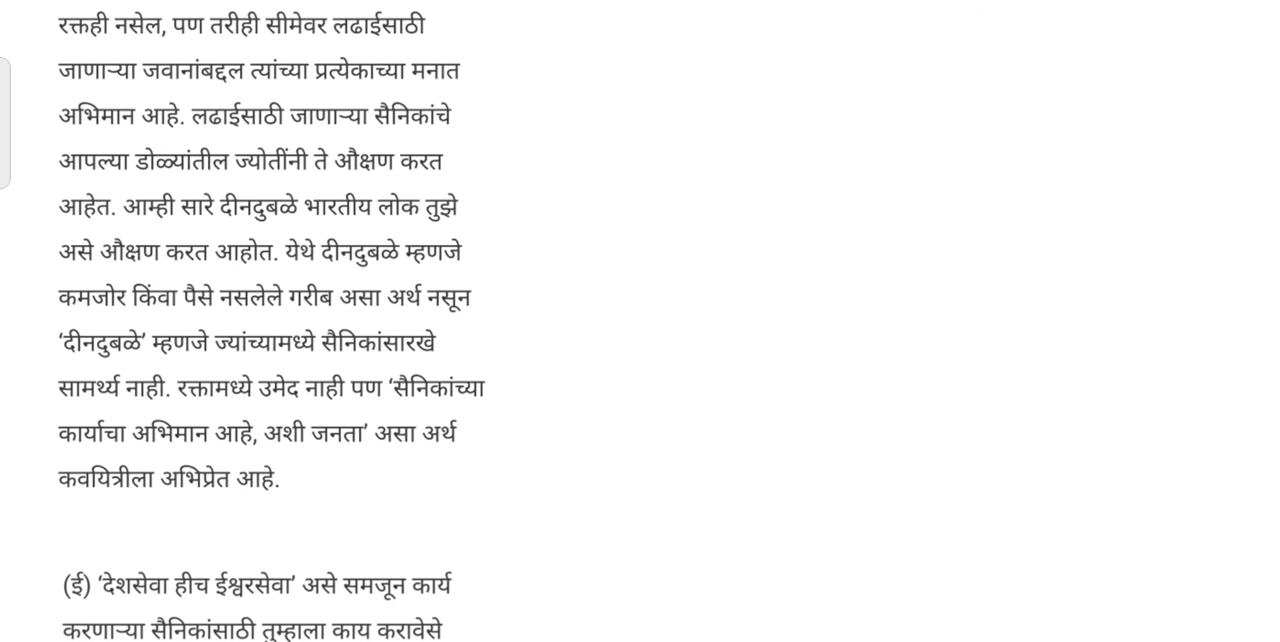 रक्तही नसेल, पण तरीही सीमेवर लढाईसाठी
जाणाऱ्या जवानांबद्दल त्यांच्या प्रत्येकाच्या मनात
अभिमान आहे. लढाईसाठी जाणाऱ्या सैनिकांचे
आपल्या डोळ्यांतील ज्योतींनी ते औक्षण करत
आहेत. आम्ही सारे दीनदुबळे भारतीय लोक तुझे
असे औक्षण करत आहोत. येथे दीनदुबळे म्हणजे
कमजोर किंवा पैसे नसलेले गरीब असा अर्थ नसून
‘दीनदुबळे’ म्हणजे ज्यांच्यामध्ये सैनिकांसारखे
सामर्थ्य नाही. रक्तामध्ये उमेद नाही पण ‘सैनिकांच्या
कार्याचा अभिमान आहे, अशी जनता’ असा अर्थ
कवयित्रीला अभिप्रेत आहे.
(ई) ‘देशसेवा हीच ईश्वरसेवा’ असे समजून कार्य
करणाऱ्या सैनिकांसाठी तुम्हाला काय करावेसे